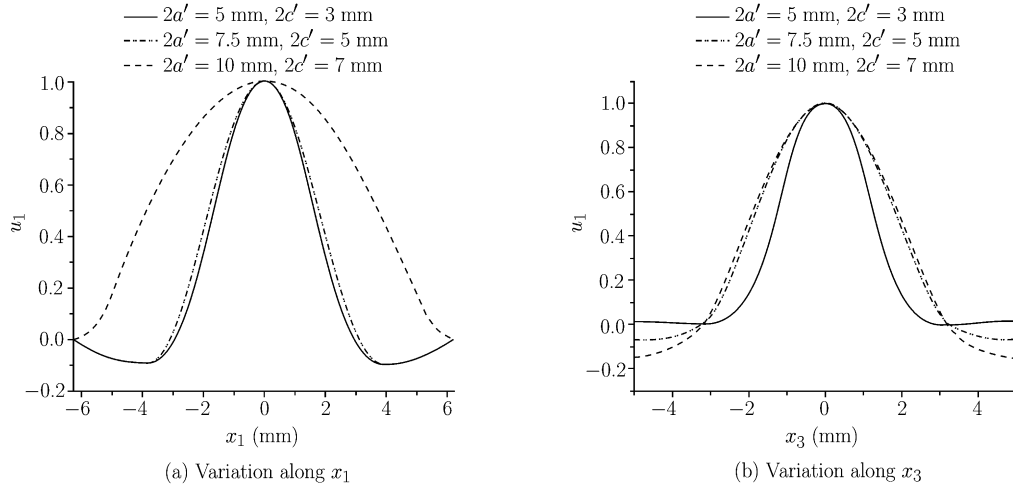 2a′ = 5 mm, 2c′ = 3 mm
2a′ = 7.5 mm, 2c′ = 5 mm
2a′ = 10 mm, 2c′ = 7 mm
1.0
0.8
0.6
0.4
0.2
0.0
−0.2
u₁
−6 −4 −2 0 2 4 6
x₁ (mm)
(a) Variation along x₁
2a′ = 5 mm, 2c′ = 3 mm
2a′ = 7.5 mm, 2c′ = 5 mm
2a′ = 10 mm, 2c′ = 7 mm
1.0
0.8
0.6
0.4
0.2
0.0
−0.2
u₁
−4 −2 0 2 4
x₃ (mm)
(b) Variation along x₃